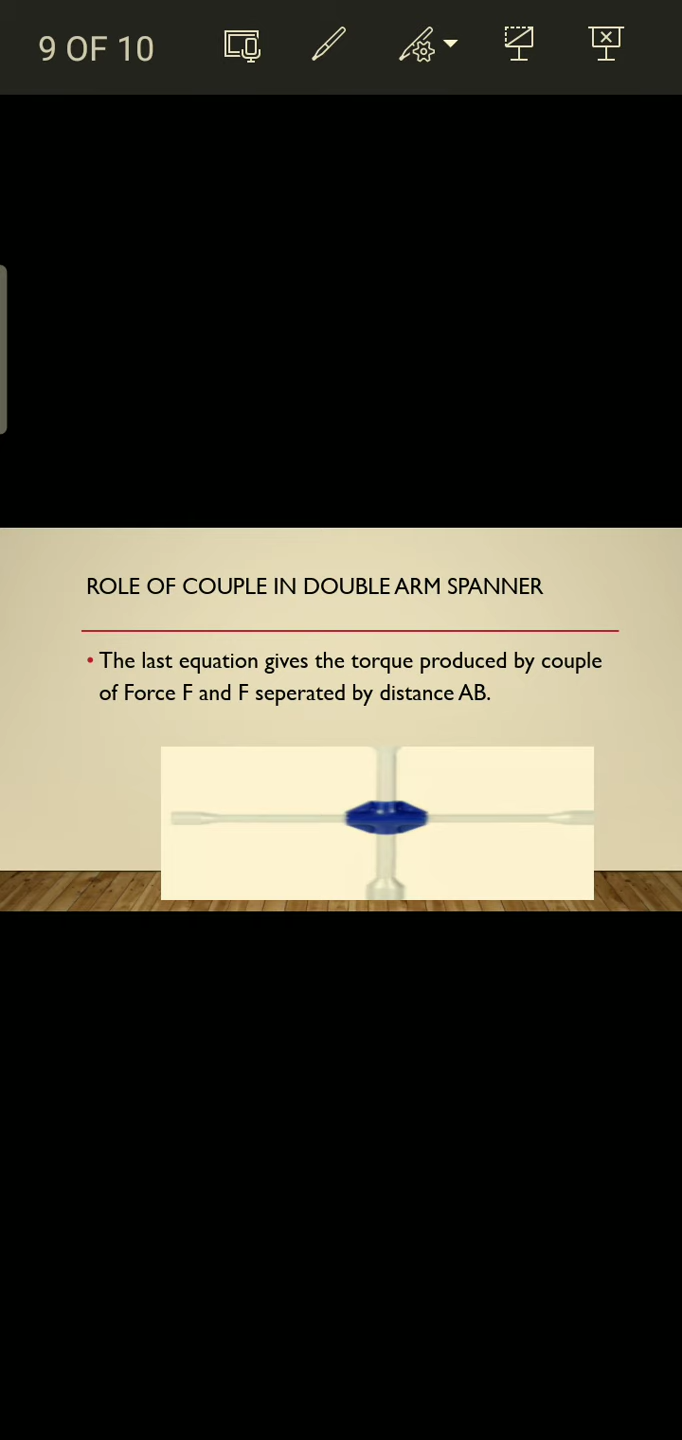 9 OF 10
ROLE OF COUPLE IN DOUBLE ARM SPANNER
• The last equation gives the torque produced by couple
of Force F and F seperated by distance AB.